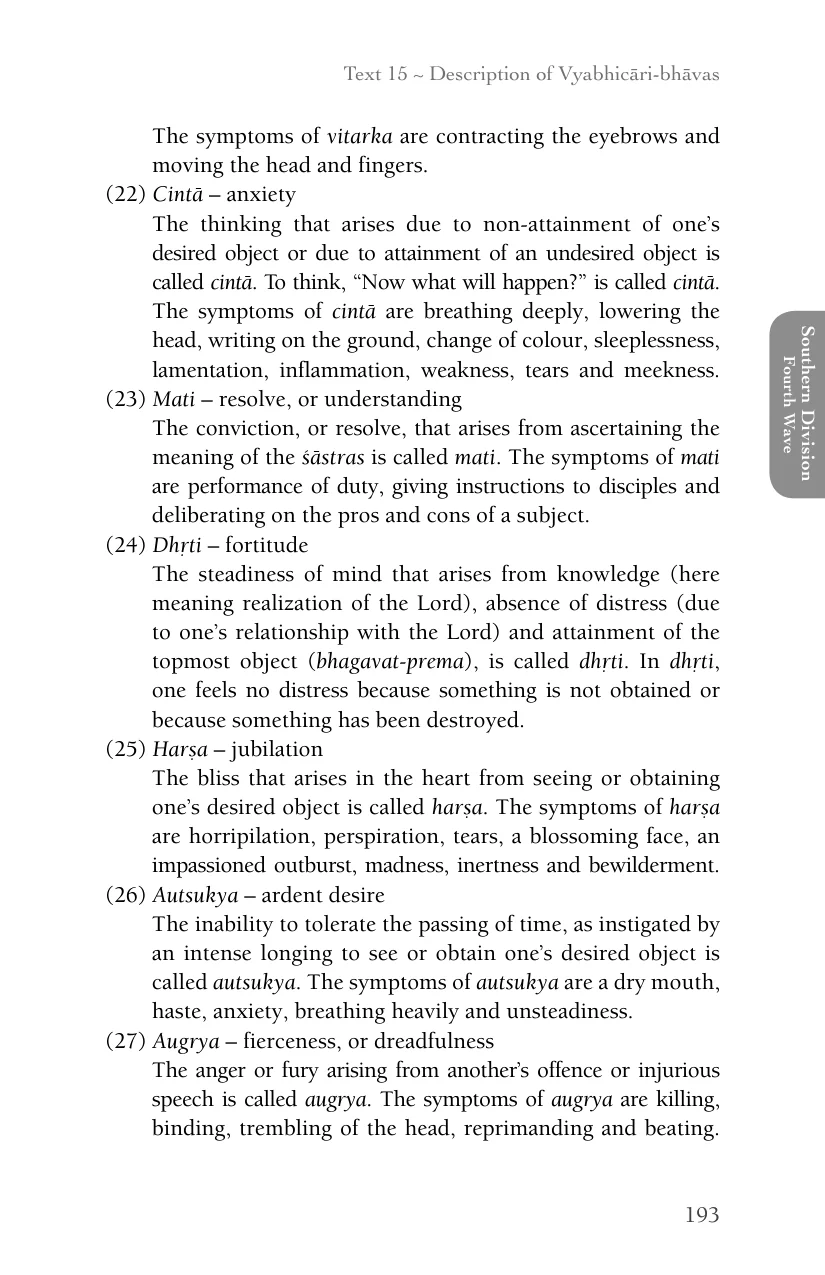 Text 15 ~ Description of Vyabhicāri-bhāvas
The symptoms of vitarka are contracting the eyebrows and
moving the head and fingers.
(22) Cintā – anxiety
The thinking that arises due to non-attainment of one’s
desired object or due to attainment of an undesired object is
called cintā. To think, “Now what will happen?” is called cintā.
The symptoms of cintā are breathing deeply, lowering the
head, writing on the ground, change of colour, sleeplessness,
lamentation, inflammation, weakness, tears and meekness.
(23) Mati – resolve, or understanding
The conviction, or resolve, that arises from ascertaining the
meaning of the śāstras is called mati. The symptoms of mati
are performance of duty, giving instructions to disciples and
deliberating on the pros and cons of a subject.
(24) Dhṛti – fortitude
The steadiness of mind that arises from knowledge (here
meaning realization of the Lord), absence of distress (due
to one’s relationship with the Lord) and attainment of the
topmost object (bhagavat-prema), is called dhṛti. In dhṛti,
one feels no distress because something is not obtained or
because something has been destroyed.
(25) Harṣa – jubilation
The bliss that arises in the heart from seeing or obtaining
one’s desired object is called harṣa. The symptoms of harṣa
are horripilation, perspiration, tears, a blossoming face, an
impassioned outburst, madness, inertness and bewilderment.
(26) Autsukya – ardent desire
The inability to tolerate the passing of time, as instigated by
an intense longing to see or obtain one’s desired object is
called autsukya. The symptoms of autsukya are a dry mouth,
haste, anxiety, breathing heavily and unsteadiness.
(27) Augrya – fierceness, or dreadfulness
The anger or fury arising from another’s offence or injurious
speech is called augrya. The symptoms of augrya are killing,
binding, trembling of the head, reprimanding and beating.
Southern Division
Fourth Wave
193